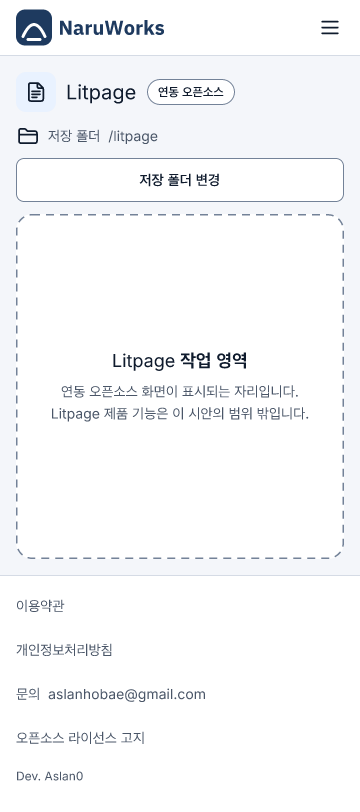 NaruWorks
Litpage 연동 오픈소스
저장 폴더 /litpage
저장 폴더 변경
Litpage 작업 영역
연동 오픈소스 화면이 표시되는 자리입니다.
Litpage 제품 기능은 이 시안의 범위 밖입니다.
이용약관
개인정보처리방침
문의 aslanhobae@gmail.com
오픈소스 라이선스 고지
Dev. Aslan0